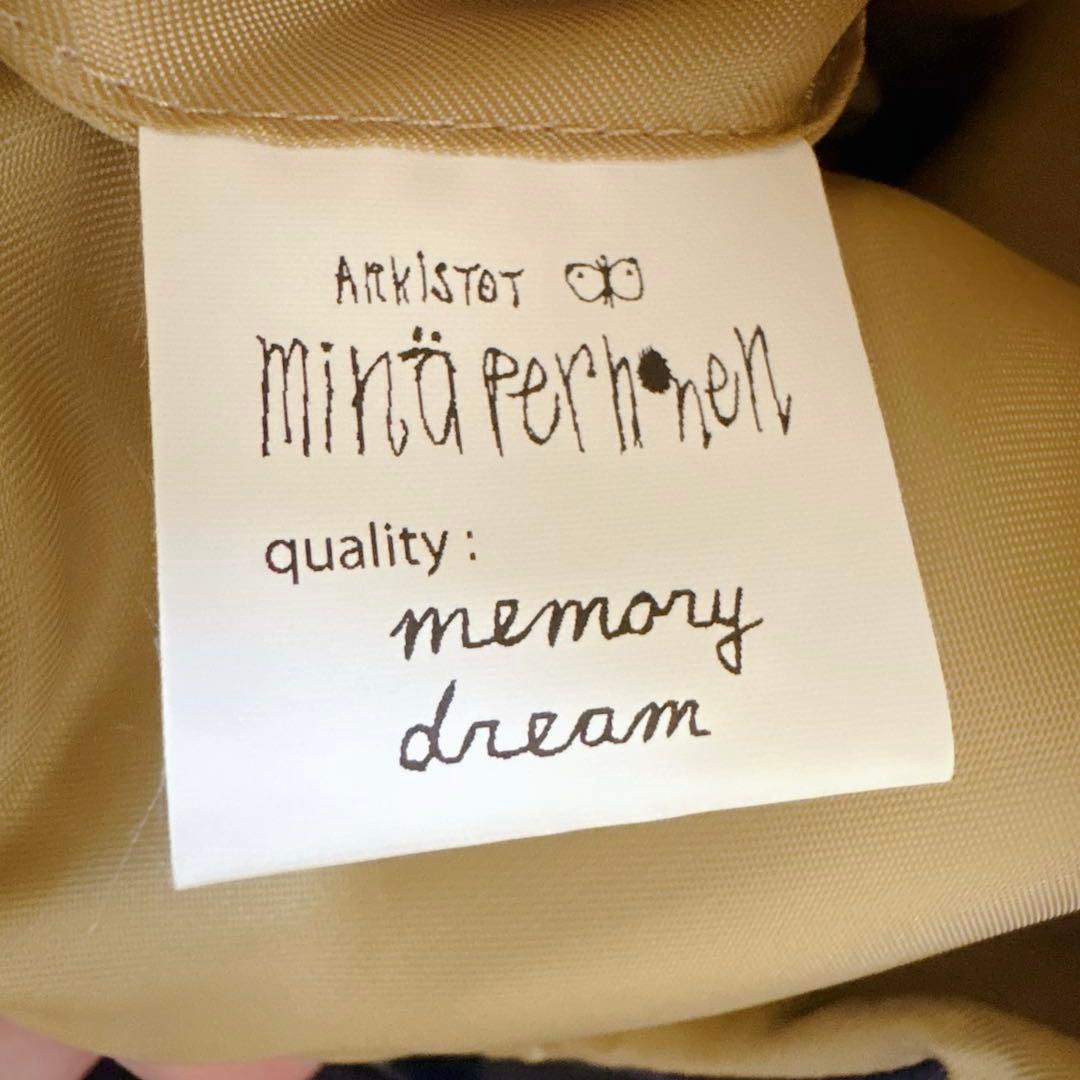 ARKISTOT
minä perhonen
quality :
memory
dream